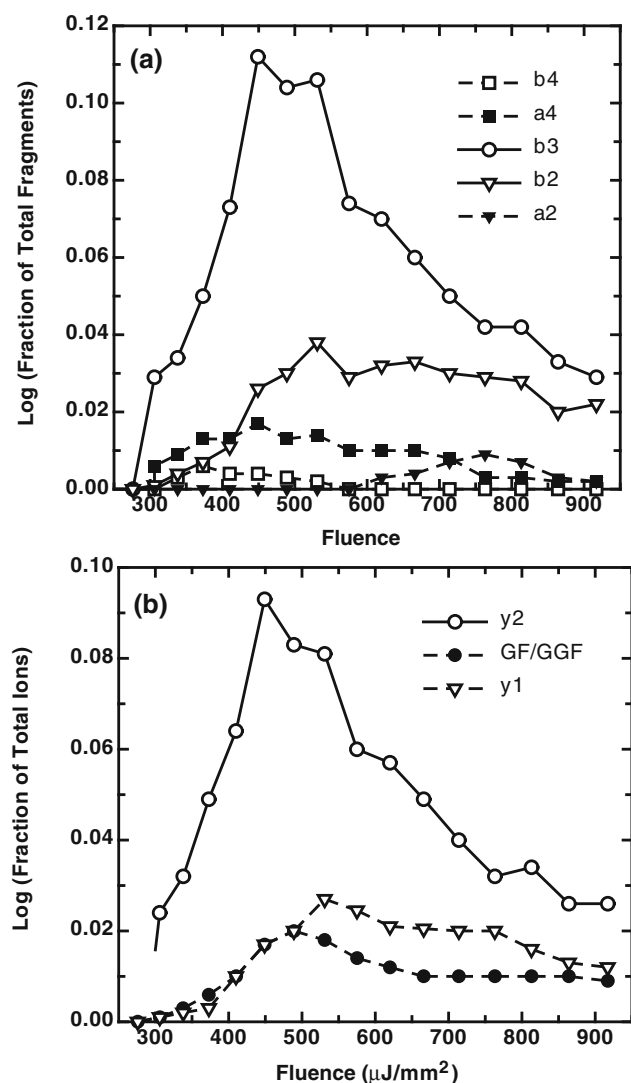 (a)
0.12
0.10
0.08
0.06
0.04
0.02
0.00
Log (Fraction of Total Fragments)
b4
a4
b3
b2
a2
300 400 500 600 700 800 900
Fluence
(b)
0.10
0.08
0.06
0.04
0.02
0.00
Log (Fraction of Total Ions)
y2
GF/GGF
y1
300 400 500 600 700 800 900
Fluence (μJ/mm²)